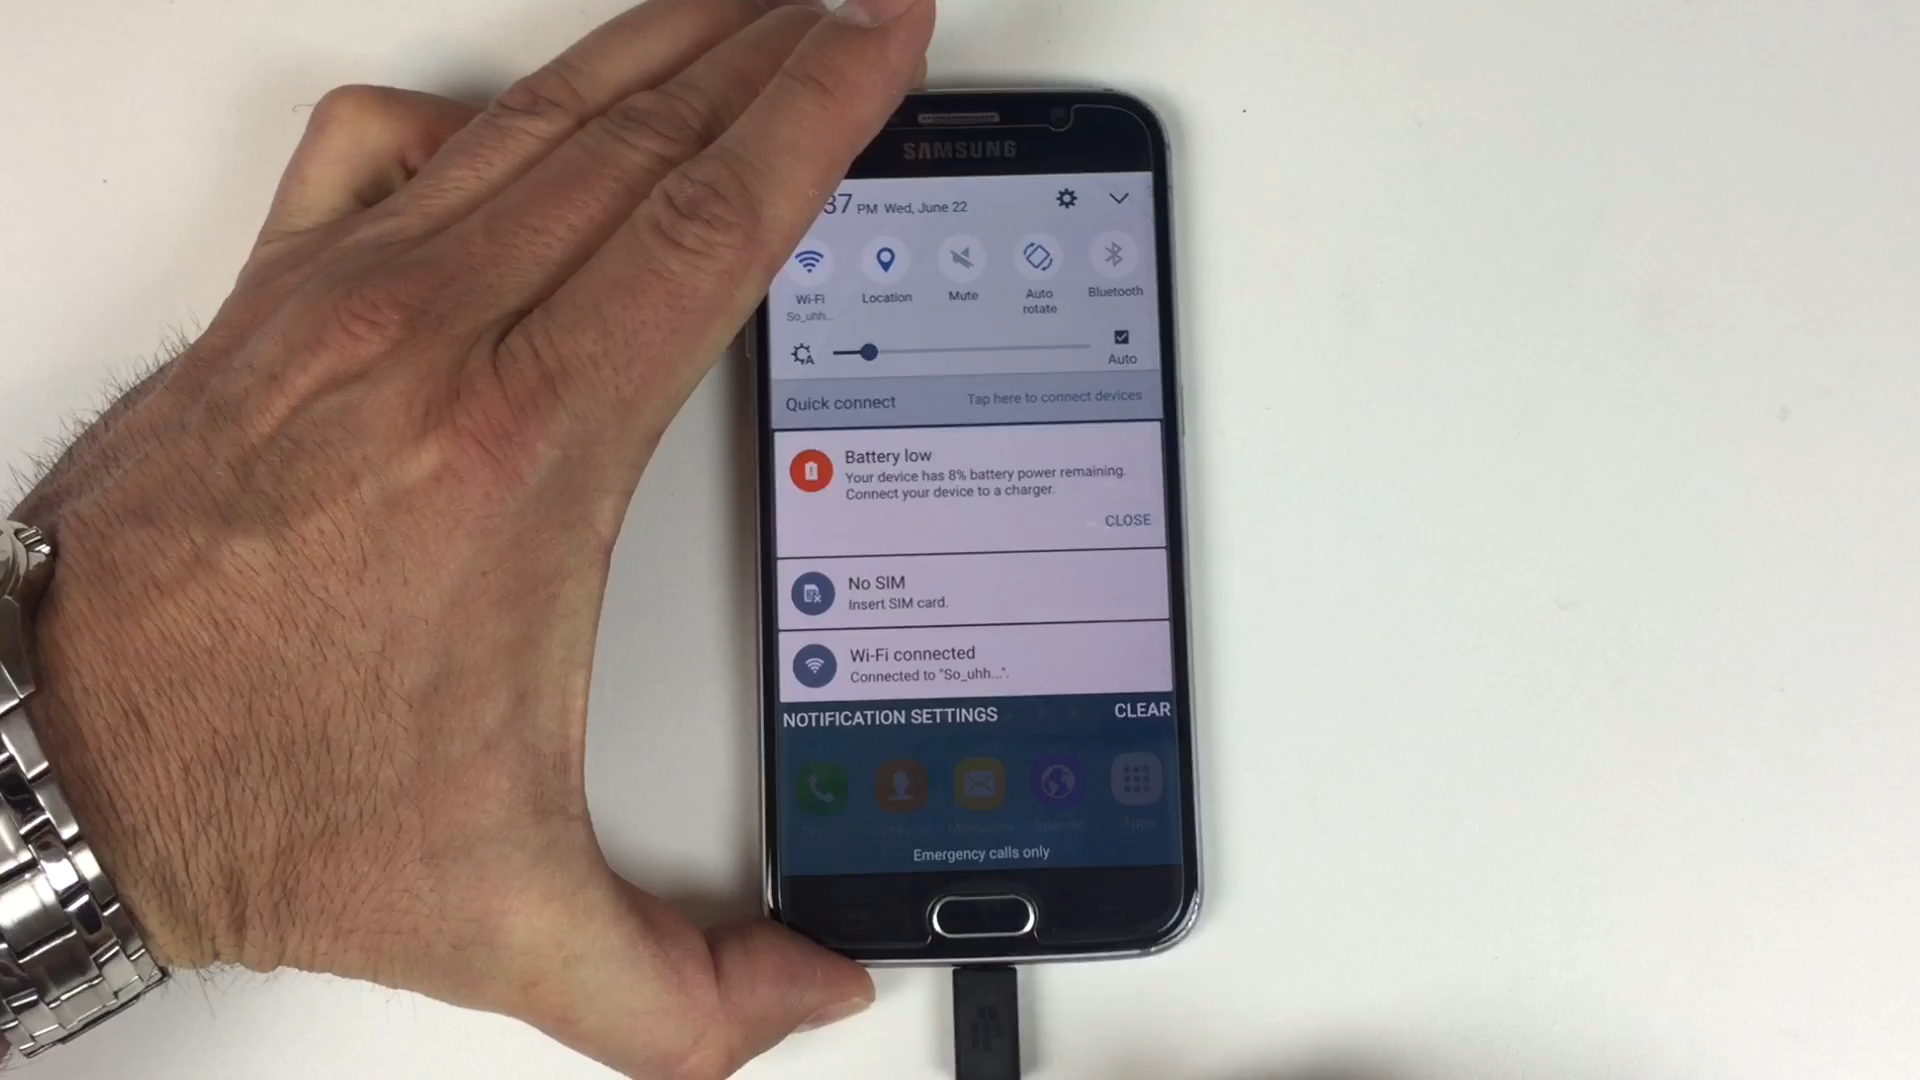 SAMSUNG
37 PM Wed, June 22
Wi-Fi
So_uhh...
Location
Mute
Auto
rotate
Bluetooth
A
Auto
Quick connect
Tap here to connect devices
Battery low
Your device has 8% battery power remaining.
Connect your device to a charger.
CLOSE
No SIM
Insert SIM card.
Wi-Fi connected
Connected to "So_uhh...".
NOTIFICATION SETTINGS
CLEAR
Internet
Apps
Emergency calls only